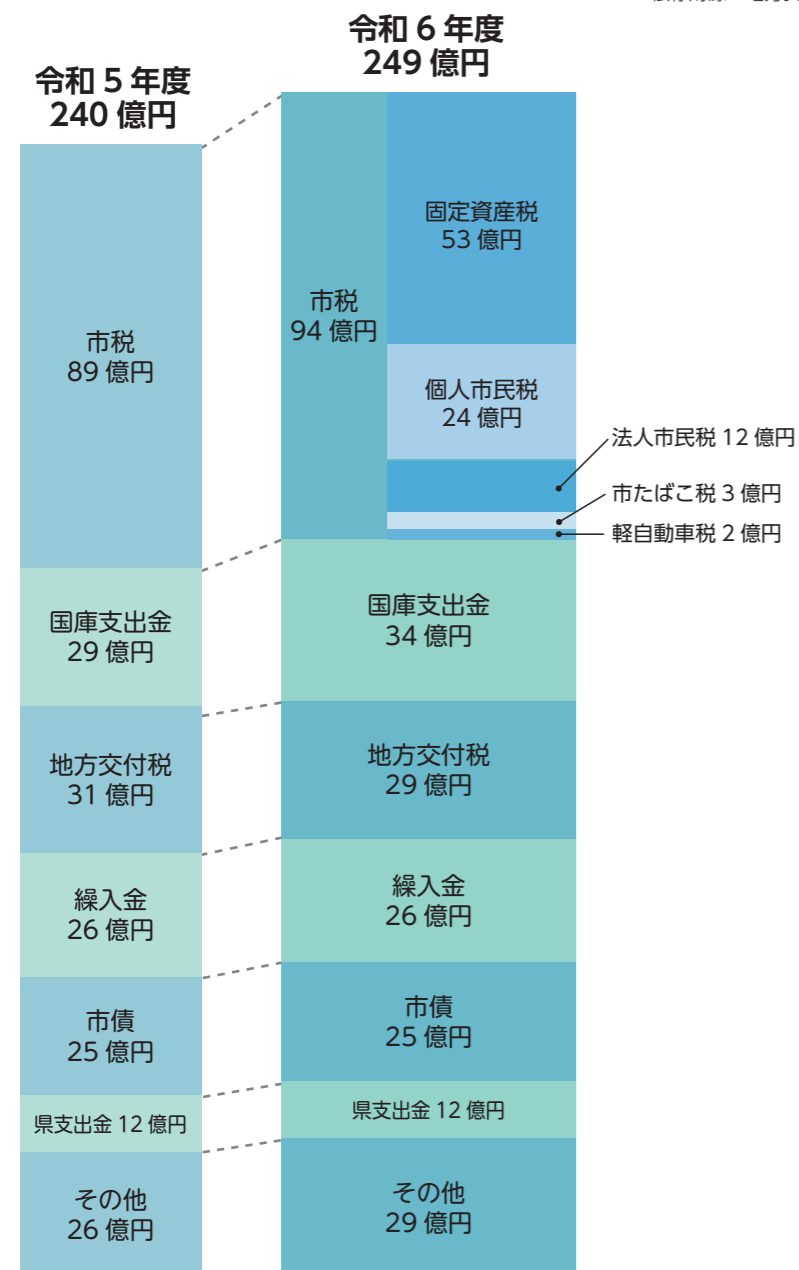 令和 5 年度
240 億円
市税
89 億円
国庫支出金
29 億円
地方交付税
31 億円
繰入金
26 億円
市債
25 億円
県支出金 12 億円
その他
26 億円
令和 6 年度
249 億円
市税
94 億円
固定資産税
53 億円
個人市民税
24 億円
法人市民税 12 億円
市たばこ税 3 億円
軽自動車税 2 億円
国庫支出金
34 億円
地方交付税
29 億円
繰入金
26 億円
市債
25 億円
県支出金 12 億円
その他
29 億円